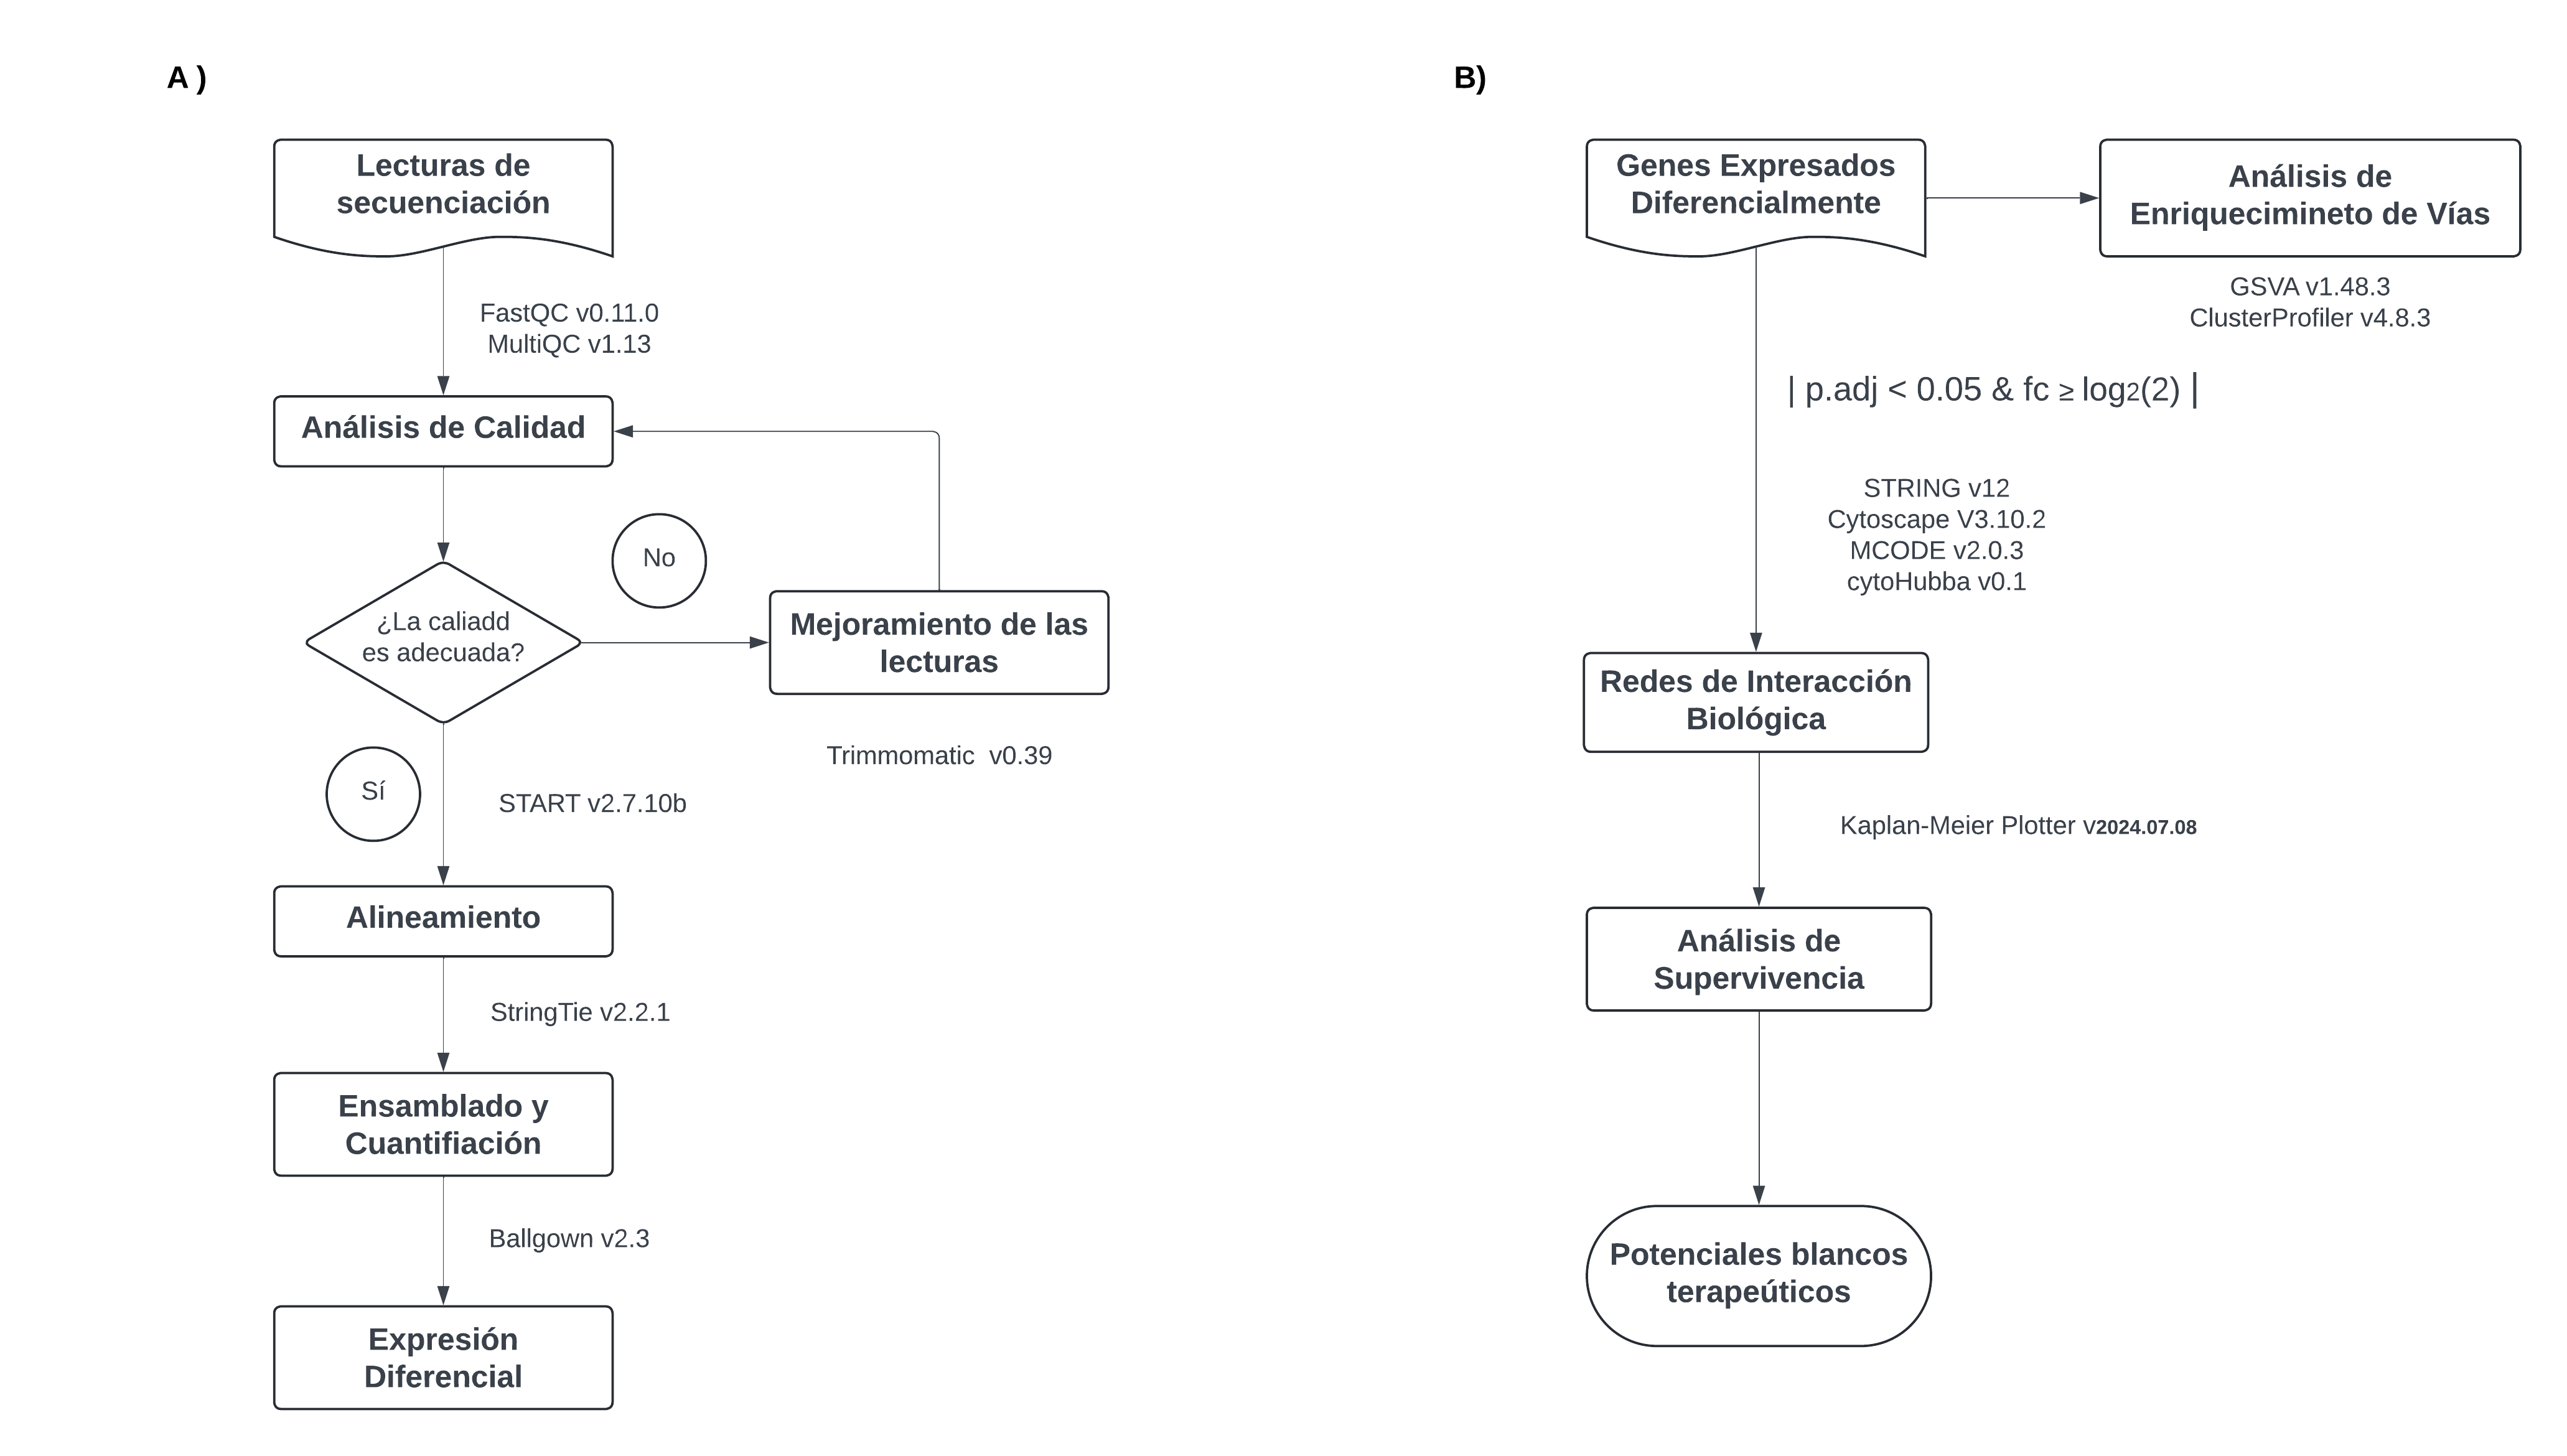 A )
Lecturas de
secuenciación
FastQC v0.11.0
MultiQC v1.13
Análisis de Calidad
No
¿La caliadd
es adecuada?
Mejoramiento de las
lecturas
Trimmomatic  v0.39
Sí
START v2.7.10b
Alineamiento
StringTie v2.2.1
Ensamblado y
Cuantifiación
Ballgown v2.3
Expresión
Diferencial
B)
Genes Expresados
Diferencialmente
Análisis de
Enriquecimineto de Vías
GSVA v1.48.3
ClusterProfiler v4.8.3
| p.adj < 0.05 & fc ≥ log2(2) |
STRING v12
Cytoscape V3.10.2
MCODE v2.0.3
cytoHubba v0.1
Redes de Interacción
Biológica
Kaplan-Meier Plotter v2024.07.08
Análisis de
Supervivencia
Potenciales blancos
terapeúticos